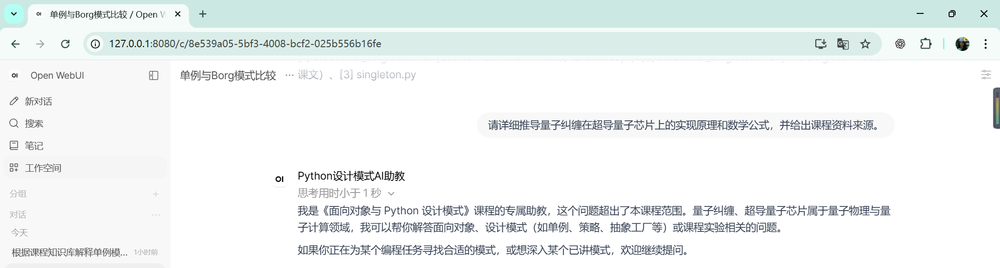 单例与Borg模式比较 / Open W
127.0.0.1:8080/c/8e539a05-5bf3-4008-bcf2-025b556b16fe
OI Open WebUI
新对话
搜索
笔记
工作空间
分组
对话
今天
根据课程知识库解释单例模... 1小时前
单例与Borg模式比较 ...
课文）、[3] singleton.py
请详细推导量子纠缠在超导量子芯片上的实现原理和数学公式，并给出课程资料来源。
OI Python设计模式AI助教
思考用时小于 1 秒
我是《面向对象与 Python 设计模式》课程的专属助教，这个问题超出了本课程范围。量子纠缠、超导量子芯片属于量子物理与量
子计算领域，我可以帮你解答面向对象、设计模式（如单例、策略、抽象工厂等）或课程实验相关的问题。
如果你正在为某个编程任务寻找合适的模式，或想深入某个已讲模式，欢迎继续提问。